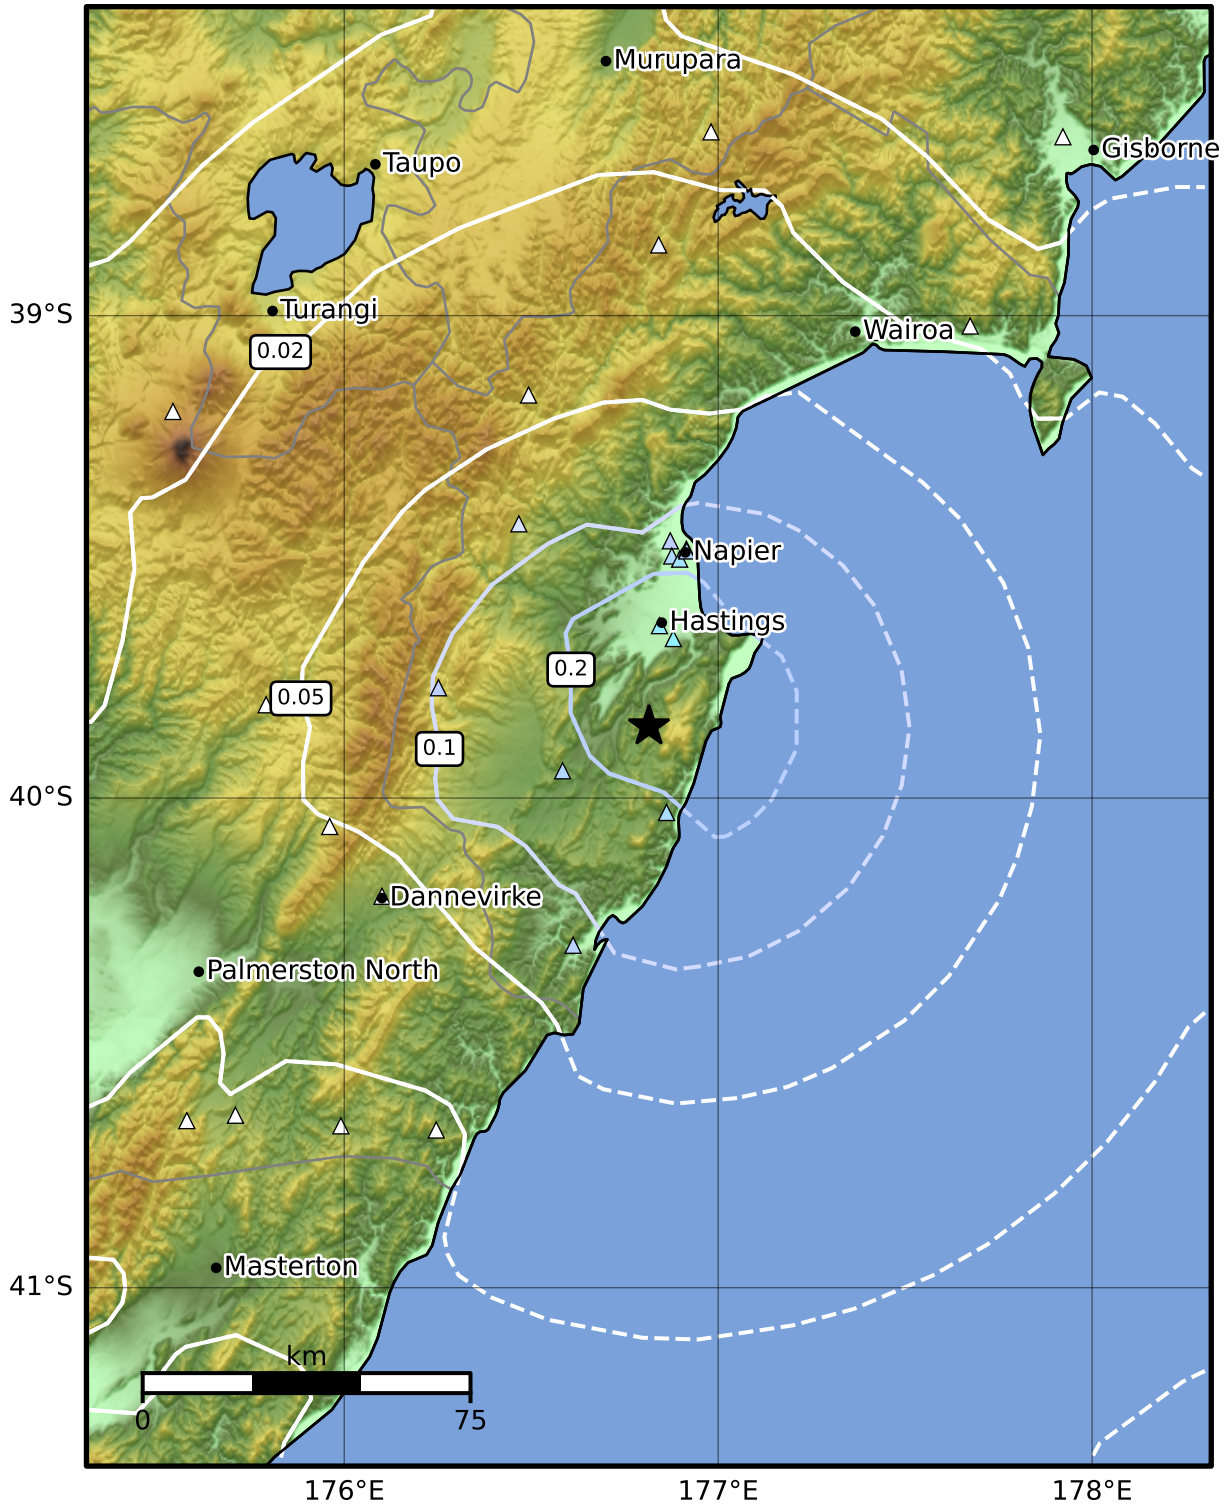 Murupara
Gisborne
Taupo
Turangi
39°S
Wairoa
0.02
Napier
Hastings
0.2
0.05
0.1
40°S
Dannevirke
Palmerston North
Masterton
41°S
km
0 75
176°E 177°E 178°E